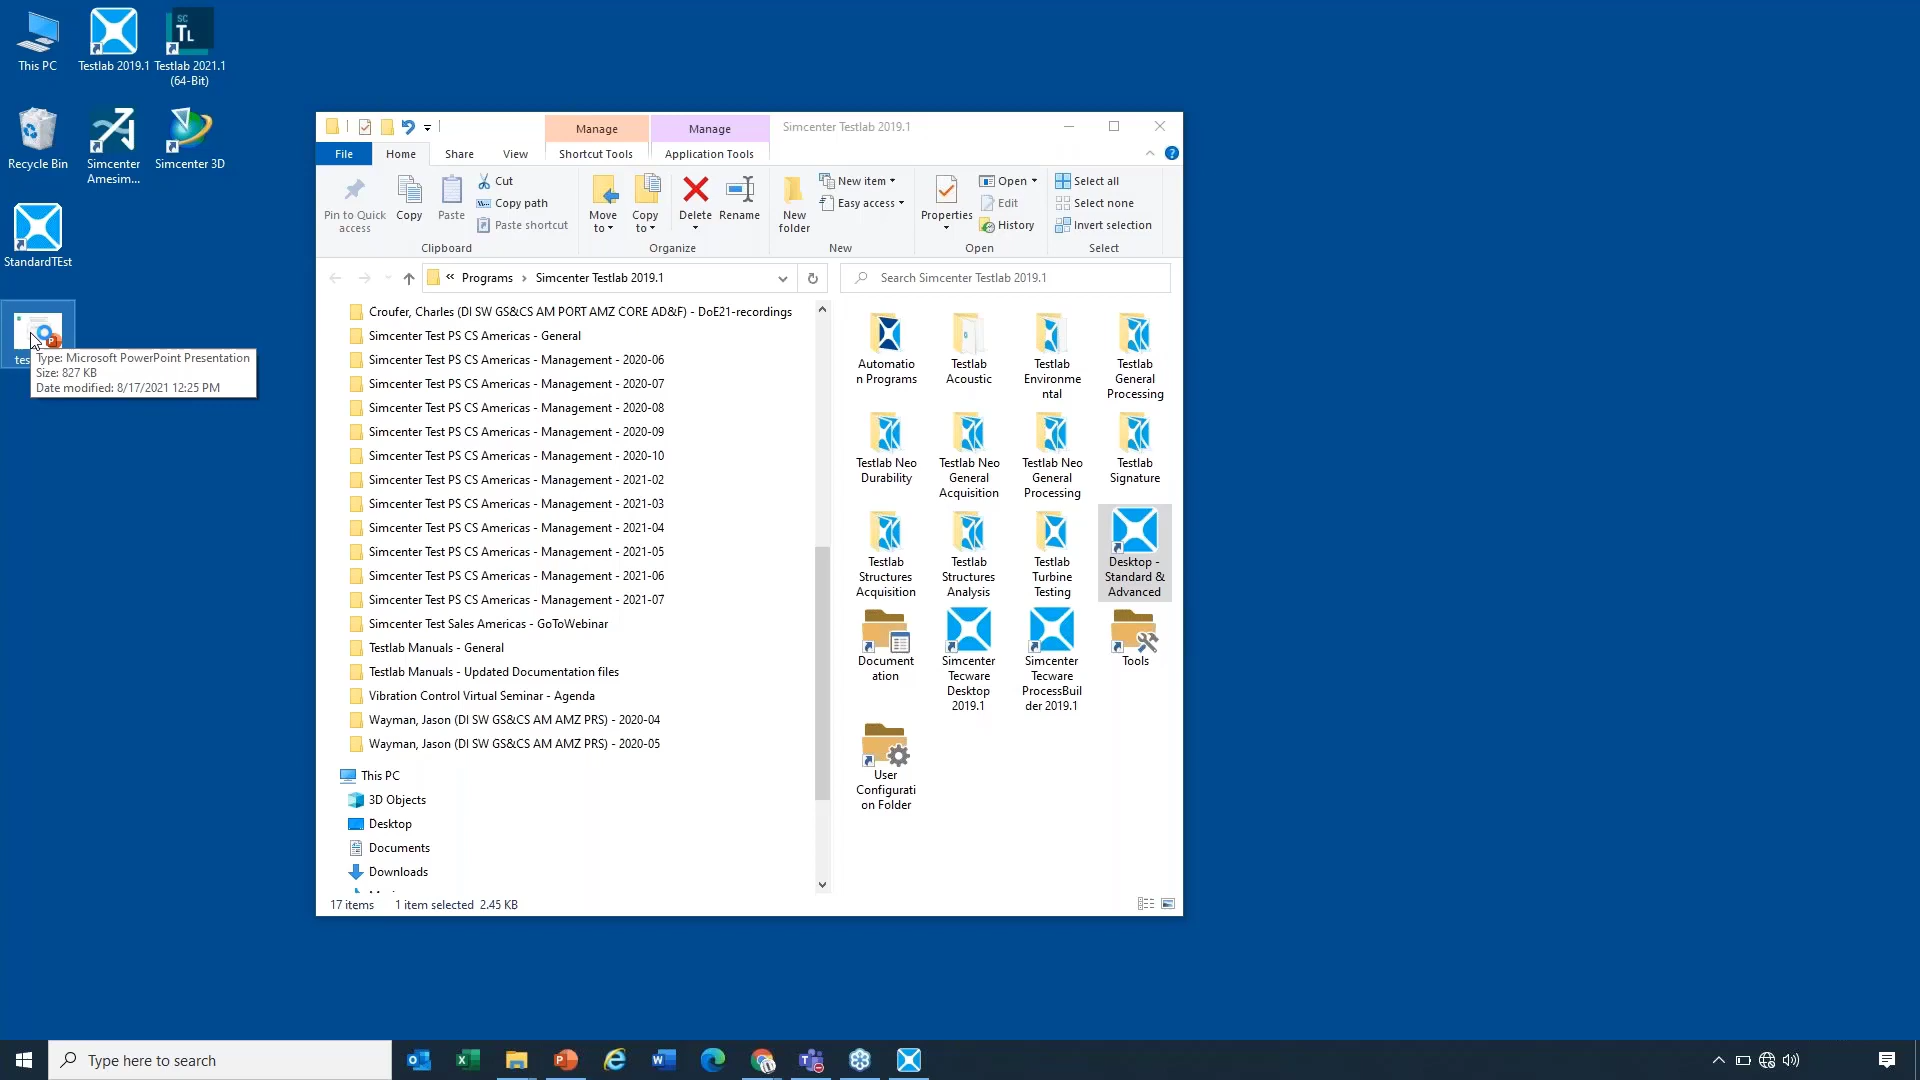 This PC
Testlab 2019.1
SC
TL
Testlab 2021.1
(64-Bit)
Recycle Bin
Simcenter
Amesim...
Simcenter 3D
StandardTEst
Type: Microsoft PowerPoint Presentation
Size: 827 KB
Date modified: 8/17/2021 12:25 PM
Manage
Manage
Simcenter Testlab 2019.1
File
Home
Share
View
Shortcut Tools
Application Tools
Pin to Quick
access
Copy
Paste
Cut
Copy path
Paste shortcut
Clipboard
Move
to
Copy
to
Delete
Rename
Organize
New
folder
New item
Easy access
New
Properties
Open
Edit
History
Open
Select all
Select none
Invert selection
Select
« Programs > Simcenter Testlab 2019.1
Search Simcenter Testlab 2019.1
Croufer, Charles (DI SW GS&CS AM PORT AMZ CORE AD&F) - DoE21-recordings
Simcenter Test PS CS Americas - General
Simcenter Test PS CS Americas - Management - 2020-06
Simcenter Test PS CS Americas - Management - 2020-07
Simcenter Test PS CS Americas - Management - 2020-08
Simcenter Test PS CS Americas - Management - 2020-09
Simcenter Test PS CS Americas - Management - 2020-10
Simcenter Test PS CS Americas - Management - 2021-02
Simcenter Test PS CS Americas - Management - 2021-03
Simcenter Test PS CS Americas - Management - 2021-04
Simcenter Test PS CS Americas - Management - 2021-05
Simcenter Test PS CS Americas - Management - 2021-06
Simcenter Test PS CS Americas - Management - 2021-07
Simcenter Test Sales Americas - GoToWebinar
Testlab Manuals - General
Testlab Manuals - Updated Documentation files
Vibration Control Virtual Seminar - Agenda
Wayman, Jason (DI SW GS&CS AM AMZ PRS) - 2020-04
Wayman, Jason (DI SW GS&CS AM AMZ PRS) - 2020-05
This PC
3D Objects
Desktop
Documents
Downloads
Automatio
n Programs
Testlab
Acoustic
Testlab
Environme
ntal
Testlab
General
Processing
Testlab Neo
Durability
Testlab Neo
General
Acquisition
Testlab Neo
General
Processing
Testlab
Signature
Testlab
Structures
Acquisition
Testlab
Structures
Analysis
Testlab
Turbine
Testing
Desktop -
Standard &
Advanced
Document
ation
Simcenter
Tecware
Desktop
2019.1
Simcenter
Tecware
ProcessBuil
der 2019.1
Tools
User
Configurati
on Folder
17 items
1 item selected 2.45 KB
Type here to search